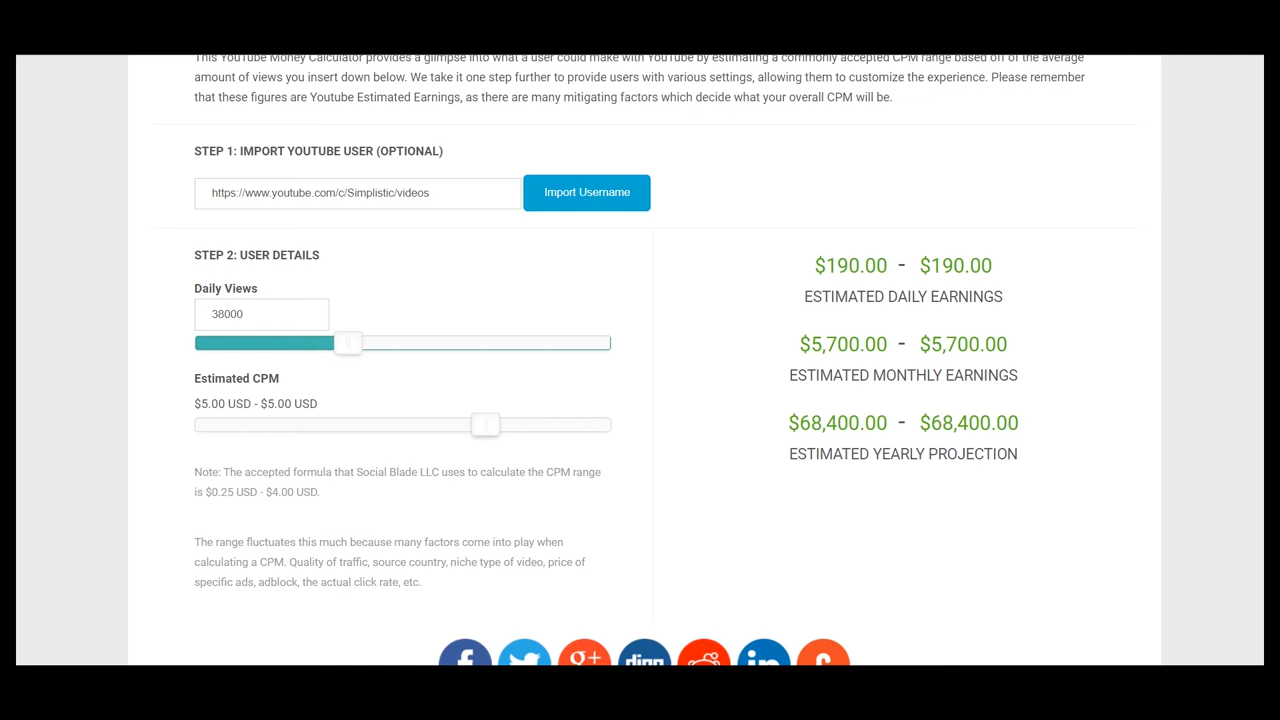 This YouTube Money Calculator provides a glimpse into what a user could make with YouTube by estimating a commonly accepted CPM range based off of the average
amount of views you insert down below. We take it one step further to provide users with various settings, allowing them to customize the experience. Please remember
that these figures are Youtube Estimated Earnings, as there are many mitigating factors which decide what your overall CPM will be.
STEP 1: IMPORT YOUTUBE USER (OPTIONAL)
https://www.youtube.com/c/Simplistic/videos
Import Username
STEP 2: USER DETAILS
Daily Views
38000
Estimated CPM
$5.00 USD - $5.00 USD
Note: The accepted formula that Social Blade LLC uses to calculate the CPM range
is $0.25 USD - $4.00 USD.
The range fluctuates this much because many factors come into play when
calculating a CPM. Quality of traffic, source country, niche type of video, price of
specific ads, adblock, the actual click rate, etc.
$190.00 - $190.00
ESTIMATED DAILY EARNINGS
$5,700.00 - $5,700.00
ESTIMATED MONTHLY EARNINGS
$68,400.00 - $68,400.00
ESTIMATED YEARLY PROJECTION
f
g+
digg
in